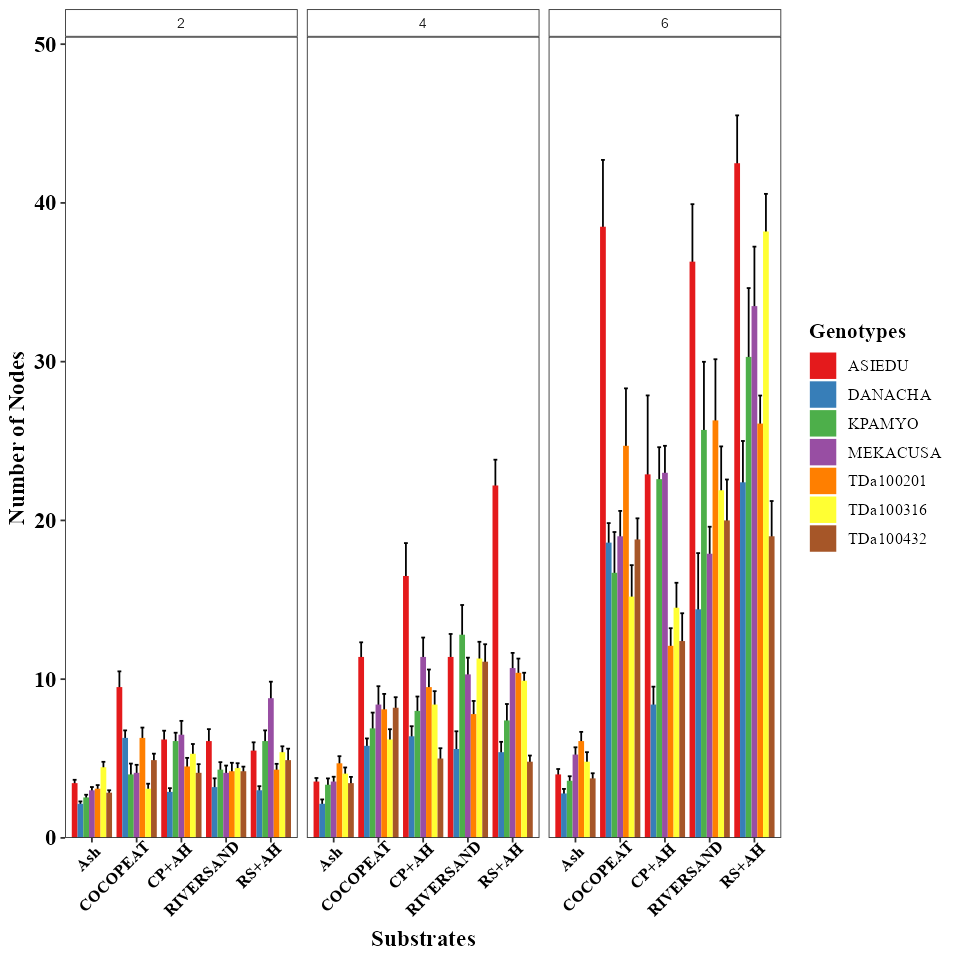 2 4 6
50
40
30
20
10
0
Number of Nodes
Ash COCOPEAT CP+AH RIVERSAND RS+AH
Ash COCOPEAT CP+AH RIVERSAND RS+AH
Ash COCOPEAT CP+AH RIVERSAND RS+AH
Substrates
Genotypes
ASIEDU
DANACHA
KPAMYO
MEKACUSA
TDa100201
TDa100316
TDa100432